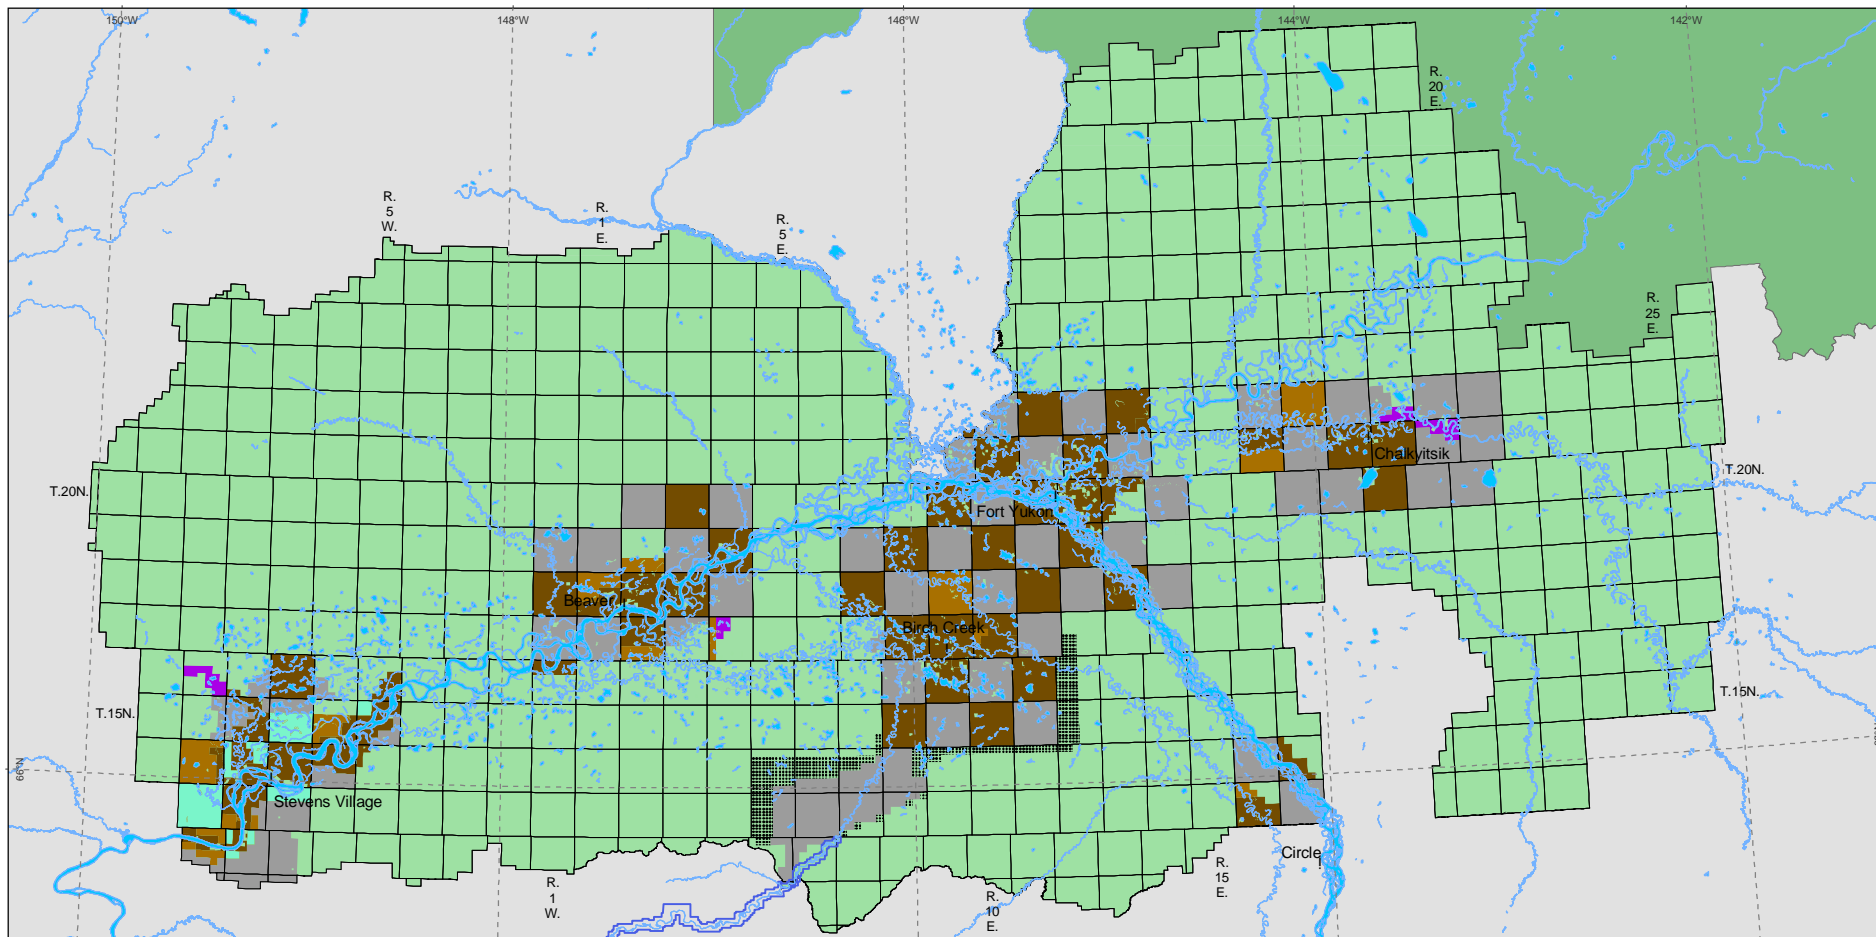 150°W
148°W
146°W
144°W
142°W
R.
20
E.
R.
5
W.
R.
1
E.
R.
5
E.
R.
25
E.
Chalkyitsik
T.20N.
T.20N.
Fort Yukon
Beaver
Birch Creek
T.15N.
T.15N.
66°N
Stevens Village
Circle
R.
15
E.
R.
1
W.
R.
10
E.